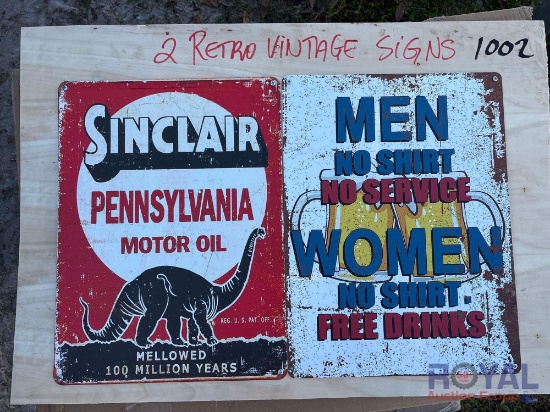 2 RETRO VINTAGE SIGNS 1002
SINCLAIR
PENNSYLVANIA
MOTOR OIL
REG. U.S. PAT. OFF.
MELLOWED
100 MILLION YEARS
MEN
NO SHIRT
NO SERVICE
WOMEN
NO SHIRT.
FREE DRINKS
ROYAL
Auction Group